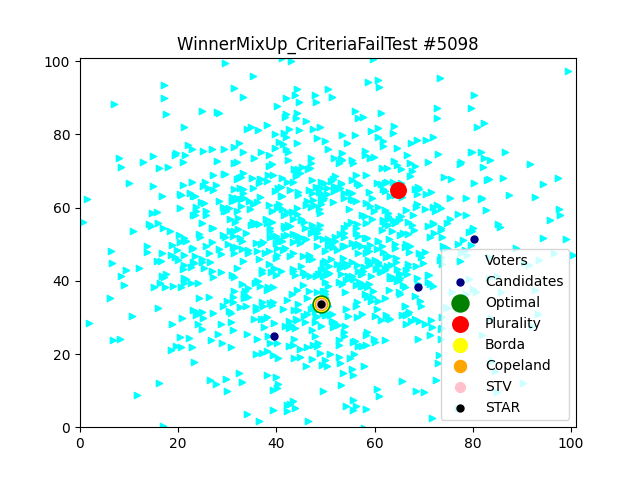 WinnerMixUp_CriteriaFailTest #5098
100
80
60
40
20
0
0
20
40
60
80
100
Voters
Candidates
Optimal
Plurality
Borda
Copeland
STV
STAR